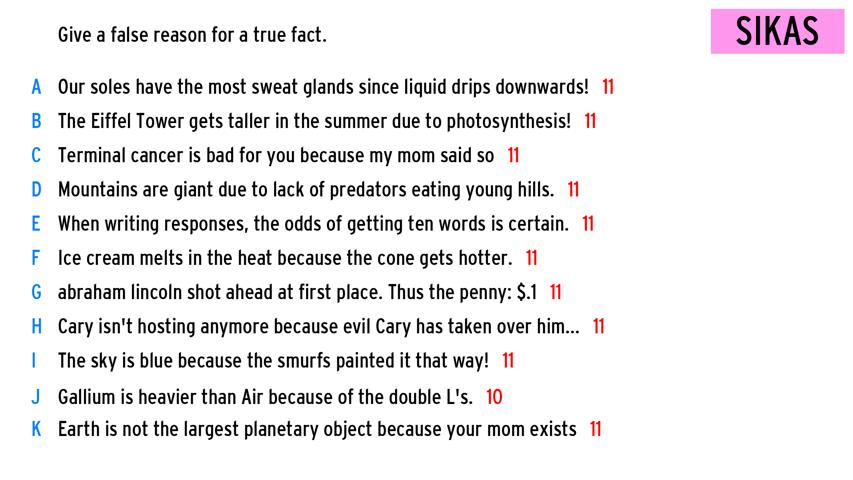 Give a false reason for a true fact.
SIKAS
A Our soles have the most sweat glands since liquid drips downwards! 11
B The Eiffel Tower gets taller in the summer due to photosynthesis! 11
C Terminal cancer is bad for you because my mom said so 11
D Mountains are giant due to lack of predators eating young hills. 11
E When writing responses, the odds of getting ten words is certain. 11
F Ice cream melts in the heat because the cone gets hotter. 11
G abraham lincoln shot ahead at first place. Thus the penny: $.1 11
H Cary isn't hosting anymore because evil Cary has taken over him... 11
I The sky is blue because the smurfs painted it that way! 11
J Gallium is heavier than Air because of the double L's. 10
K Earth is not the largest planetary object because your mom exists 11